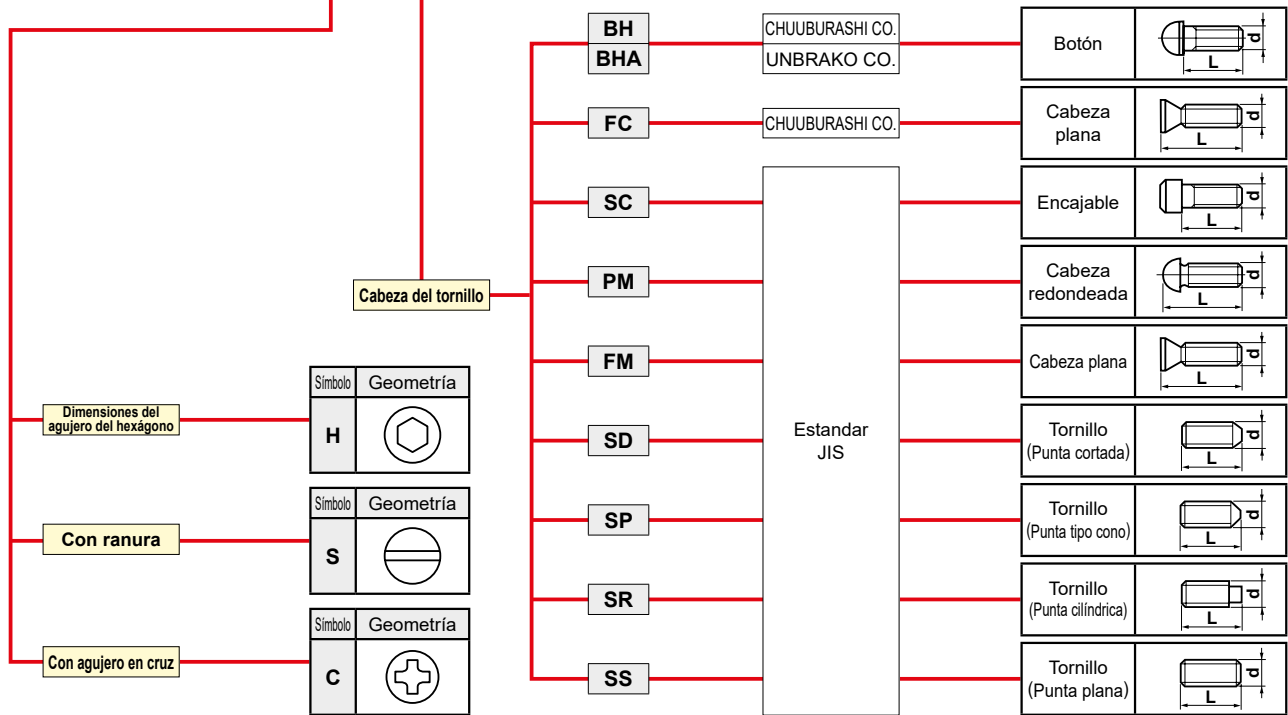 BH
CHUUBURASHI CO.
BHA
UNBRAKO CO.
Botón
d
L
FC
CHUUBURASHI CO.
Cabeza
plana
d
L
SC
Encajable
d
L
Cabeza del tornillo
PM
Cabeza
redondeada
d
L
FM
Cabeza plana
d
L
SD
Estandar
JIS
Tornillo
(Punta cortada)
d
L
SP
Tornillo
(Punta tipo cono)
d
L
SR
Tornillo
(Punta cilíndrica)
d
L
SS
Tornillo
(Punta plana)
d
L
Dimensiones del
agujero del hexágono
Símbolo Geometría
H
Con ranura
Símbolo Geometría
S
Con agujero en cruz
Símbolo Geometría
C